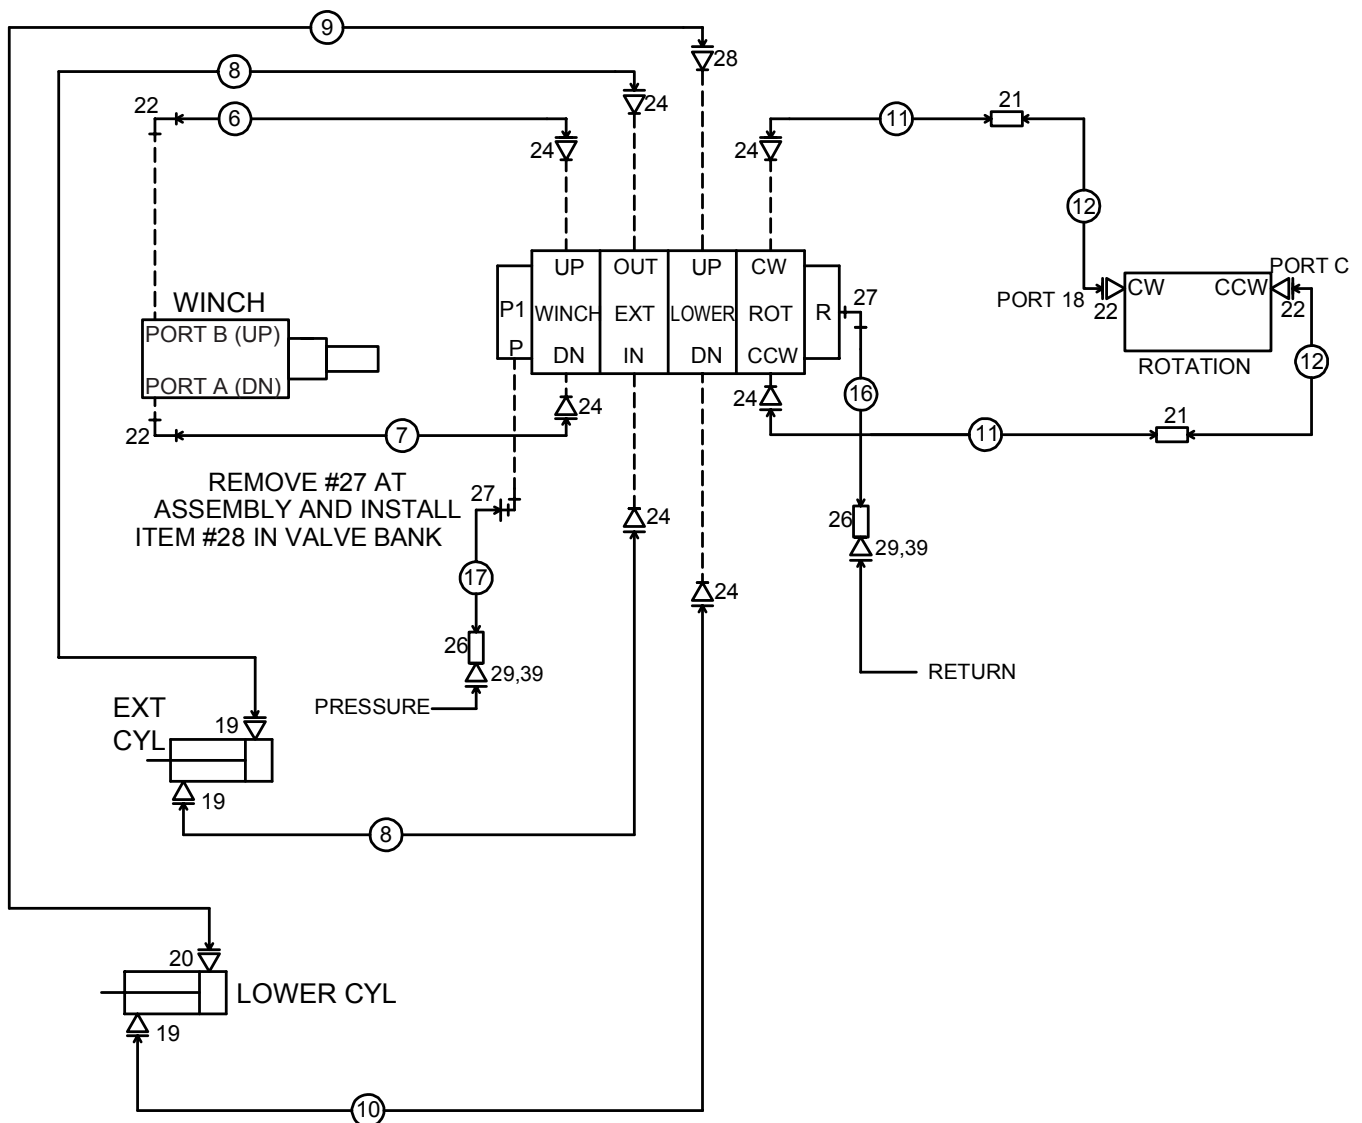 9
28
8
24
22
6
24
24
11
21
12
UP OUT UP CW
P1 WINCH EXT LOWER ROT R
P DN IN DN CCW
27
PORT 18
22
CW CCW
PORT C
22
ROTATION
12
WINCH
PORT B (UP)
PORT A (DN)
22
7
24
24
16
11
21
REMOVE #27 AT
ASSEMBLY AND INSTALL
ITEM #28 IN VALVE BANK
27
24
26
29,39
17
24
26
29,39
PRESSURE
RETURN
EXT
CYL
19
19
8
20
LOWER CYL
19
10